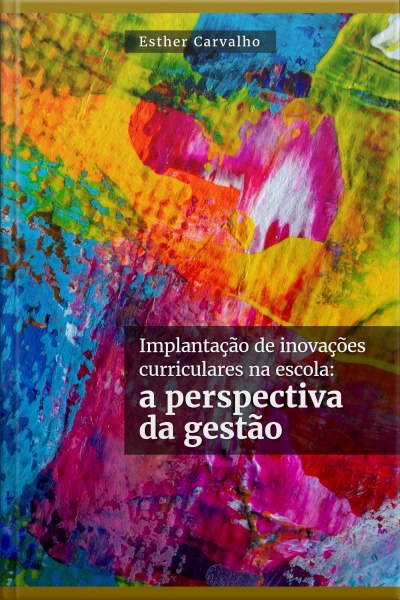 Esther Carvalho
Implantação de inovações
curriculares na escola:
a perspectiva
da gestão